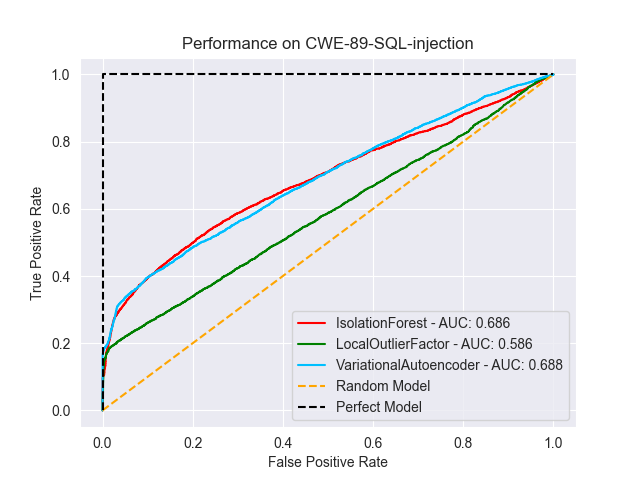 Performance on CWE-89-SQL-injection
True Positive Rate
1.0
0.8
0.6
0.4
0.2
0.0
0.0 0.2 0.4 0.6 0.8 1.0
False Positive Rate
IsolationForest - AUC: 0.686
LocalOutlierFactor - AUC: 0.586
VariationalAutoencoder - AUC: 0.688
Random Model
Perfect Model